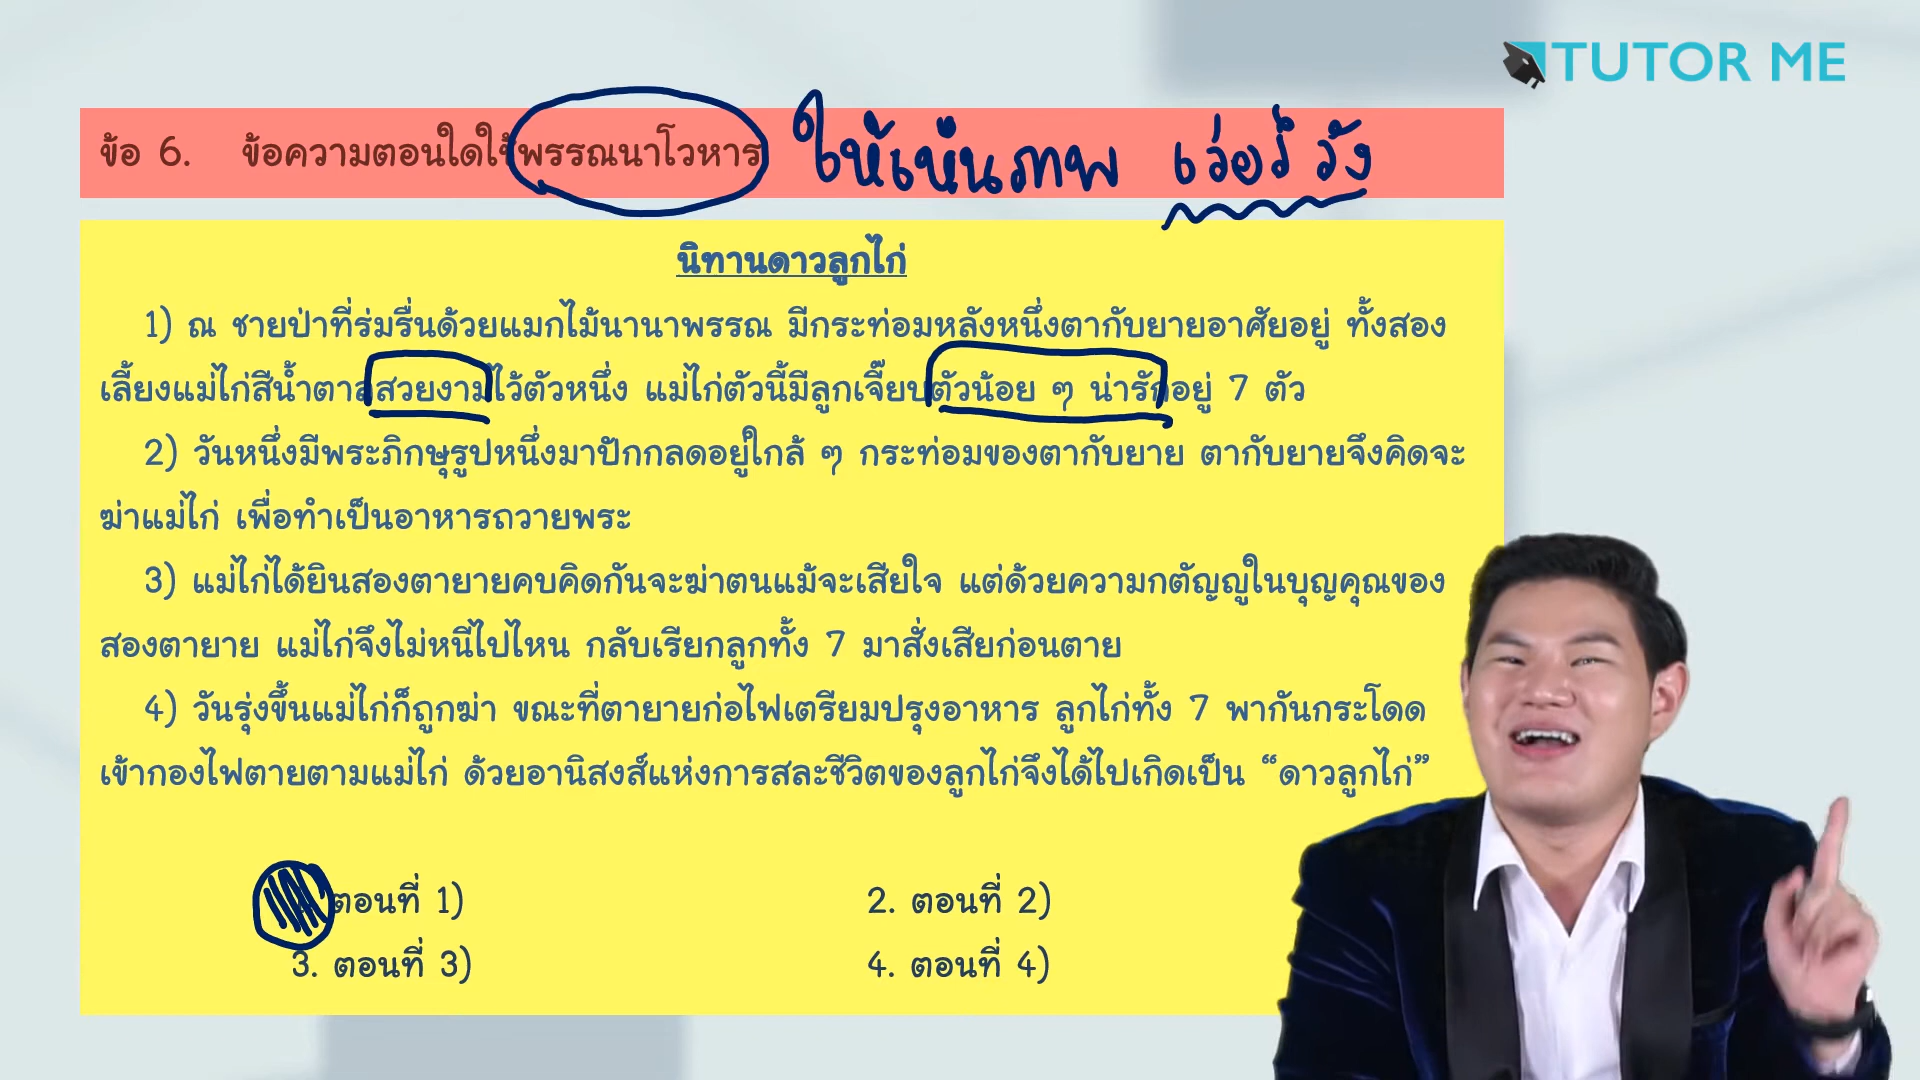 TUTOR ME
ข้อ 6. ข้อความตอนใดใช้พรรณนาโวหาร ให้เห็นภาพ เว่อร์ วัง
นิทานดาวลูกไก่
1) ณ ชายป่าที่ร่มรื่นด้วยแมกไม้นานาพรรณ มีกระท่อมหลังหนึ่งตากับยายอาศัยอยู่ ทั้งสอง
เลี้ยงแม่ไก่สีน้ำตาลสวยงามไว้ตัวหนึ่ง แม่ไก่ตัวนี้มีลูกเจี๊ยบตัวน้อย ๆ น่ารักอยู่ 7 ตัว
2) วันหนึ่งมีพระภิกษุรูปหนึ่งมาปักกลดอยู่ใกล้ ๆ กระท่อมของตากับยาย ตากับยายจึงคิดจะ
ฆ่าแม่ไก่ เพื่อทำเป็นอาหารถวายพระ
3) แม่ไก่ได้ยินสองตายายคบคิดกันจะฆ่าตนแม้จะเสียใจ แต่ด้วยความกตัญญูในบุญคุณของ
สองตายาย แม่ไก่จึงไม่หนีไปไหน กลับเรียกลูกทั้ง 7 มาสั่งเสียก่อนตาย
4) วันรุ่งขึ้นแม่ไก่ก็ถูกฆ่า ขณะที่ตายายก่อไฟเตรียมปรุงอาหาร ลูกไก่ทั้ง 7 พากันกระโดด
เข้ากองไฟตายตามแม่ไก่ ด้วยอานิสงส์แห่งการสละชีวิตของลูกไก่จึงได้ไปเกิดเป็น “ดาวลูกไก่”
ตอนที่ 1) 2. ตอนที่ 2)
3. ตอนที่ 3) 4. ตอนที่ 4)